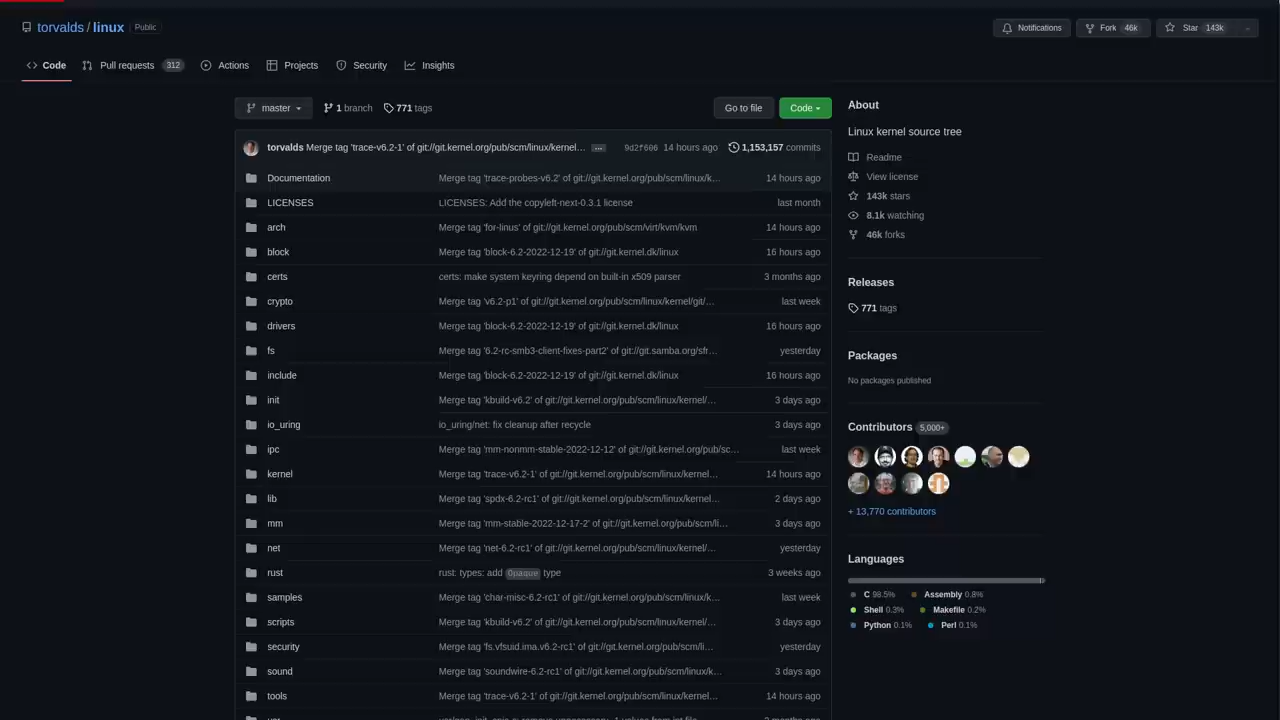 torvalds / linux Public
Notifications Fork 46k Star 143k
Code Pull requests 312 Actions Projects Security Insights
master 1 branch 771 tags Go to file Code
torvalds Merge tag 'trace-v6.2-1' of git://git.kernel.org/pub/scm/linux/kernel… ... 9d2f606 14 hours ago 1,153,157 commits
Documentation Merge tag 'trace-probes-v6.2' of git://git.kernel.org/pub/scm/linux/k… 14 hours ago
LICENSES LICENSES: Add the copyleft-next-0.3.1 license last month
arch Merge tag 'for-linus' of git://git.kernel.org/pub/scm/virt/kvm/kvm 14 hours ago
block Merge tag 'block-6.2-2022-12-19' of git://git.kernel.dk/linux 16 hours ago
certs certs: make system keyring depend on built-in x509 parser 3 months ago
crypto Merge tag 'v6.2-p1' of git://git.kernel.org/pub/scm/linux/kernel/git/… last week
drivers Merge tag 'block-6.2-2022-12-19' of git://git.kernel.dk/linux 16 hours ago
fs Merge tag '6.2-rc-smb3-client-fixes-part2' of git://git.samba.org/sfr… yesterday
include Merge tag 'block-6.2-2022-12-19' of git://git.kernel.dk/linux 16 hours ago
init Merge tag 'kbuild-v6.2' of git://git.kernel.org/pub/scm/linux/kernel/… 3 days ago
io_uring io_uring/net: fix cleanup after recycle 3 days ago
ipc Merge tag 'mm-nonmm-stable-2022-12-12' of git://git.kernel.org/pub/sc… last week
kernel Merge tag 'trace-v6.2-1' of git://git.kernel.org/pub/scm/linux/kernel… 14 hours ago
lib Merge tag 'spdx-6.2-rc1' of git://git.kernel.org/pub/scm/linux/kernel… 2 days ago
mm Merge tag 'mm-stable-2022-12-17-2' of git://git.kernel.org/pub/scm/li… 3 days ago
net Merge tag 'net-6.2-rc1' of git://git.kernel.org/pub/scm/linux/kernel/… yesterday
rust rust: types: add Opaque type 3 weeks ago
samples Merge tag 'char-misc-6.2-rc1' of git://git.kernel.org/pub/scm/linux/k… last week
scripts Merge tag 'kbuild-v6.2' of git://git.kernel.org/pub/scm/linux/kernel/… 3 days ago
security Merge tag 'fs.vfsuid.ima.v6.2-rc1' of git://git.kernel.org/pub/scm/li… yesterday
sound Merge tag 'soundwire-6.2-rc1' of git://git.kernel.org/pub/scm/linux/k… 3 days ago
tools Merge tag 'trace-v6.2-1' of git://git.kernel.org/pub/scm/linux/kernel… 14 hours ago
About
Linux kernel source tree
Readme
View license
143k stars
8.1k watching
46k forks
Releases
771 tags
Packages
No packages published
Contributors 5,000+
+ 13,770 contributors
Languages
C 98.5% Assembly 0.8%
Shell 0.3% Makefile 0.2%
Python 0.1% Perl 0.1%